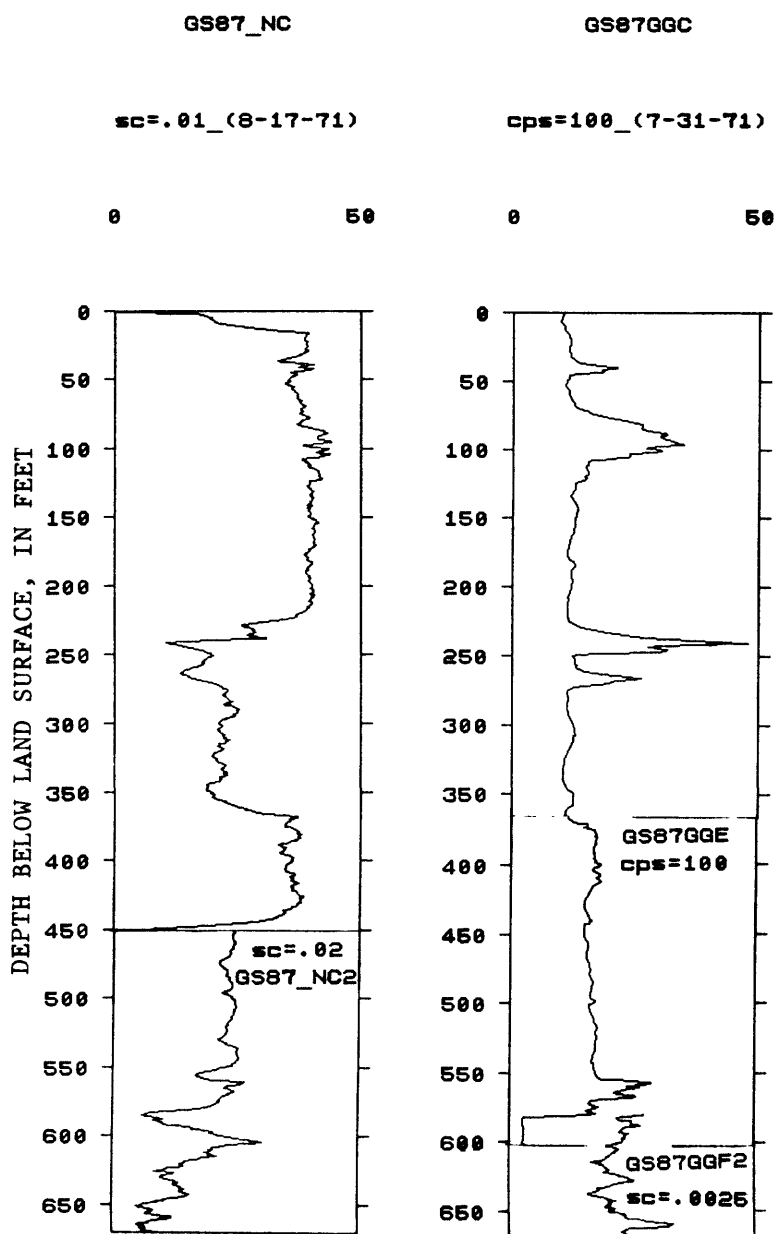 GS87_NC
GS87GGC
sc=.01_(8-17-71)
cps=100_(7-31-71)
0 50
0 50
DEPTH BELOW LAND SURFACE, IN FEET
0
50
100
150
200
250
300
350
400
450
500
550
600
650
sc=.02
GS87_NC2
0
50
100
150
200
250
300
350
400
450
500
550
600
650
GS87GGE
cps=100
GS87GGF2
sc=.0025